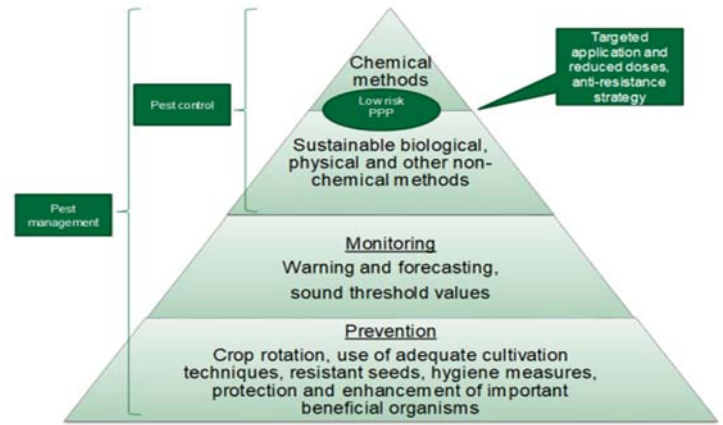 Chemical
methods
Low risk
PPP
Targeted
application and
reduced doses,
anti-resistance
strategy
Pest control
Sustainable biological,
physical and other non-
chemical methods
Pest
management
Monitoring
Warning and forecasting,
sound threshold values
Prevention
Crop rotation, use of adequate cultivation
techniques, resistant seeds, hygiene measures,
protection and enhancement of important
beneficial organisms